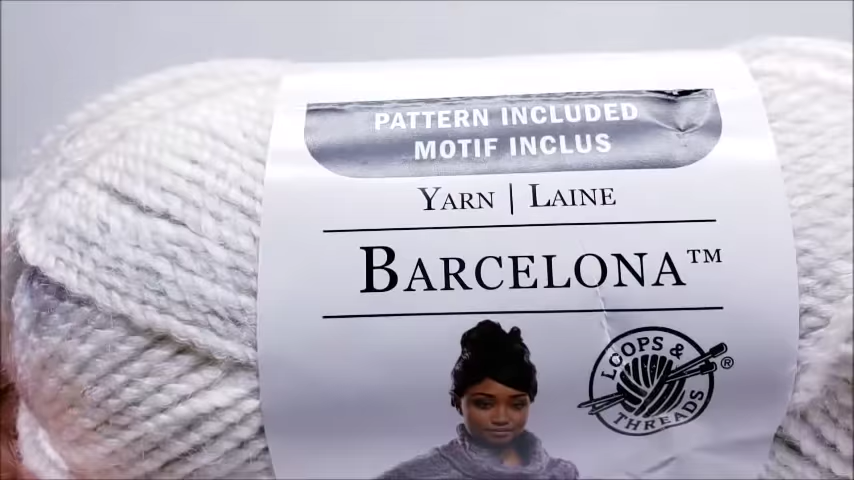 PATTERN INCLUDED
MOTIF INCLUS
YARN | LAINE
BARCELONA™
LOOPS &
THREADS®